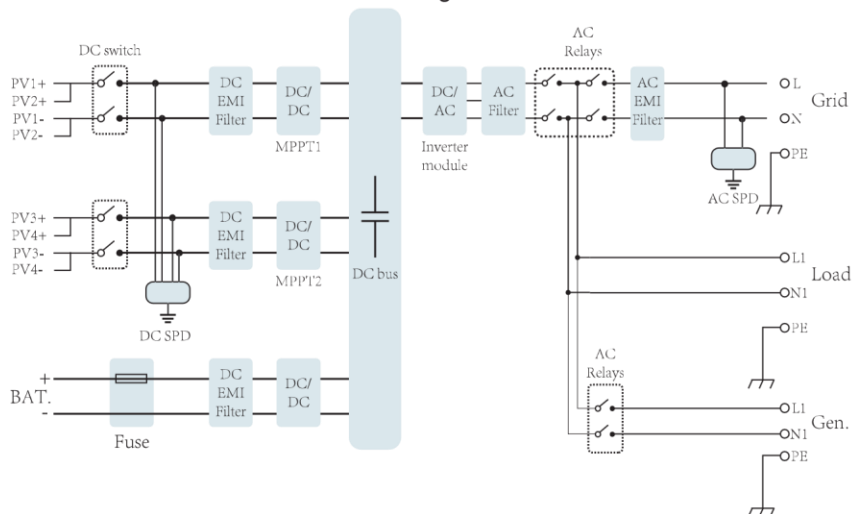 DC switch
PV1+
PV2+
PV1-
PV2-
DC
EMI
Filter
DC/
DC
MPPT1
PV3+
PV4+
PV3-
PV4-
DC
EMI
Filter
DC/
DC
MPPT2
DC SPD
BAT.
+
-
Fuse
DC
EMI
Filter
DC/
DC
DC bus
DC/
AC
Inverter
module
AC
Filter
AC
Relays
AC
EMI
Filter
AC SPD
L
N
Grid
PE
L1
Load
N1
PE
AC
Relays
L1
Gen.
N1
PE